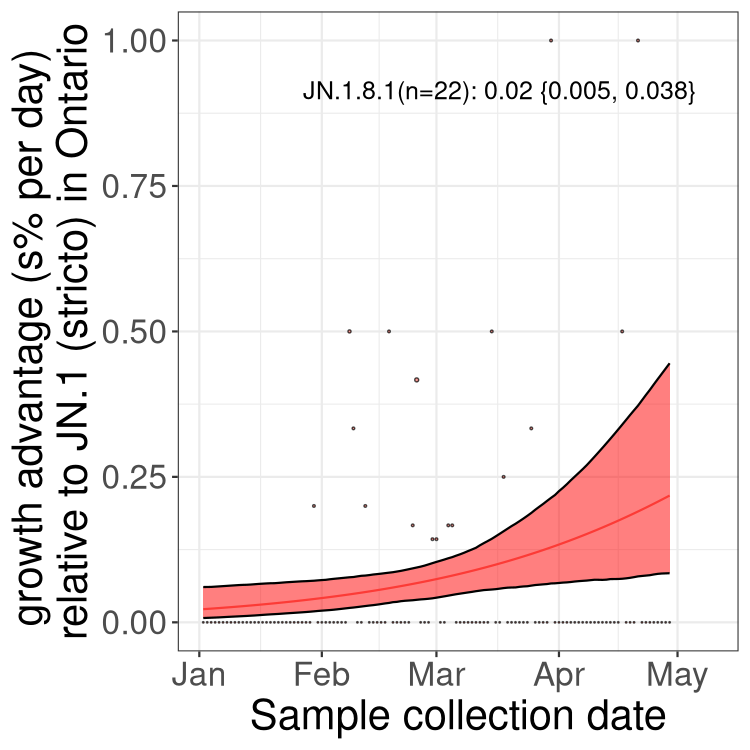 growth advantage (s% per day)
relative to JN.1 (stricto) in Ontario
1.00
0.75
0.50
0.25
0.00
JN.1.8.1(n=22): 0.02 {0.005, 0.038}
Jan Feb Mar Apr May
Sample collection date